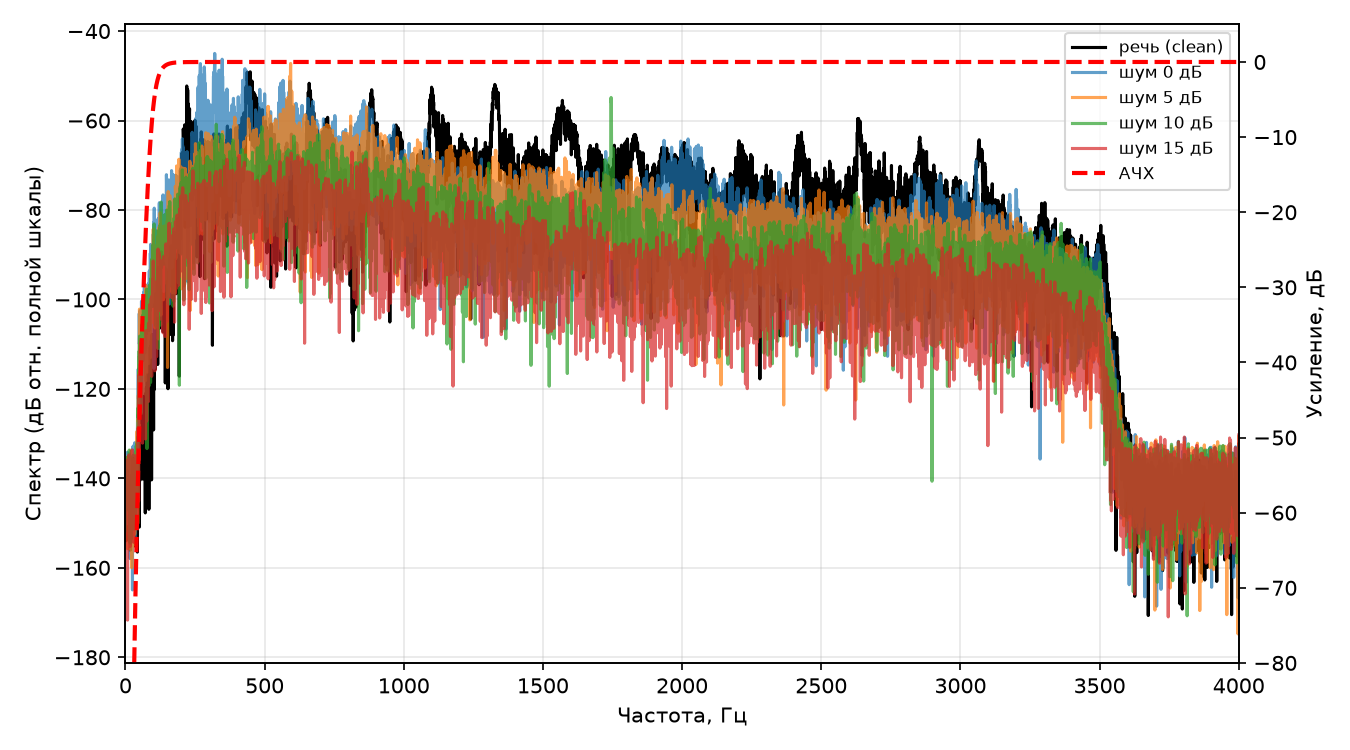 −40
−60
−80
−100
−120
−140
−160
−180
Спектр (дБ отн. полной шкалы)
0
500
1000
1500
2000
2500
3000
3500
4000
Частота, Гц
0
−10
−20
−30
−40
−50
−60
−70
−80
Усиление, дБ
речь (clean)
шум 0 дБ
шум 5 дБ
шум 10 дБ
шум 15 дБ
АЧХ